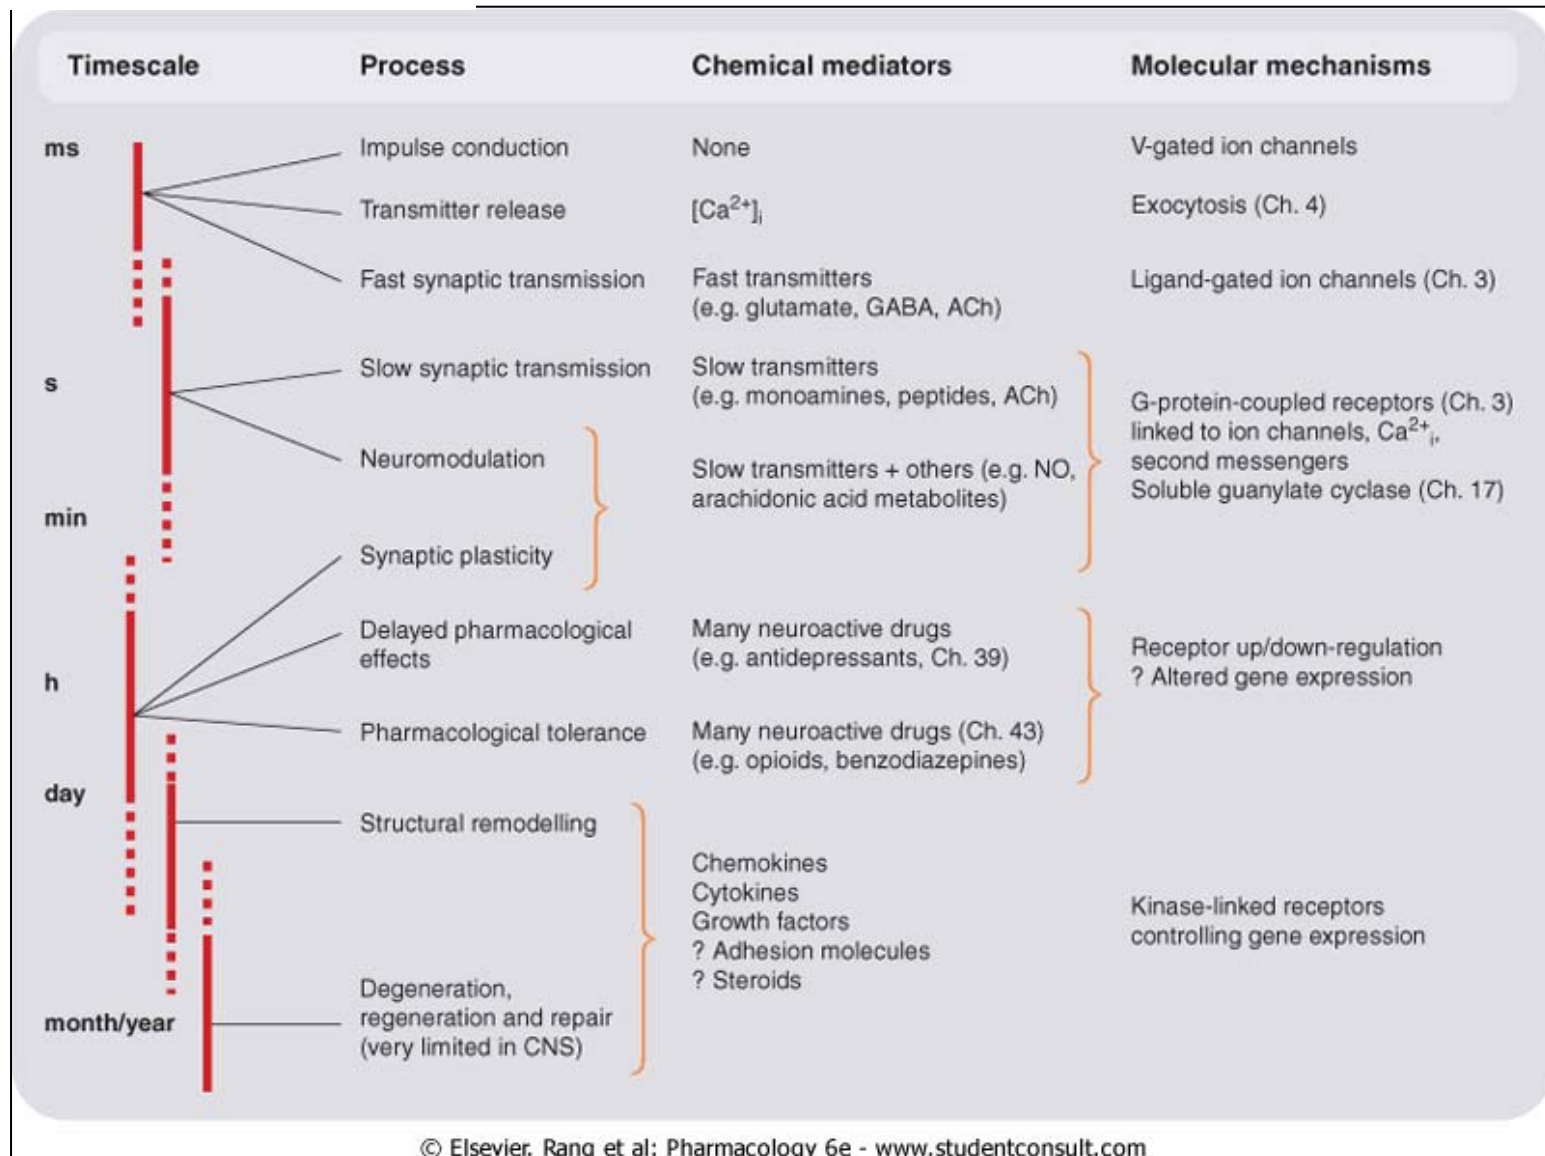 Timescale Process Chemical mediators Molecular mechanisms
ms Impulse conduction None V-gated ion channels
Transmitter release [Ca²⁺]ᵢ Exocytosis (Ch. 4)
Fast synaptic transmission Fast transmitters Ligand-gated ion channels (Ch. 3)
(e.g. glutamate, GABA, ACh)
s Slow synaptic transmission Slow transmitters
(e.g. monoamines, peptides, ACh) G-protein-coupled receptors (Ch. 3)
linked to ion channels, Ca²⁺ᵢ,
Neuromodulation Slow transmitters + others (e.g. NO, second messengers
arachidonic acid metabolites) Soluble guanylate cyclase (Ch. 17)
min
Synaptic plasticity
Delayed pharmacological Many neuroactive drugs
effects (e.g. antidepressants, Ch. 39) Receptor up/down-regulation
h ? Altered gene expression
Pharmacological tolerance Many neuroactive drugs (Ch. 43)
(e.g. opioids, benzodiazepines)
day
Structural remodelling
Chemokines
Cytokines
Growth factors Kinase-linked receptors
? Adhesion molecules controlling gene expression
? Steroids
Degeneration,
month/year regeneration and repair
(very limited in CNS)
© Elsevier. Rang et al: Pharmacology 6e - www.studentconsult.com